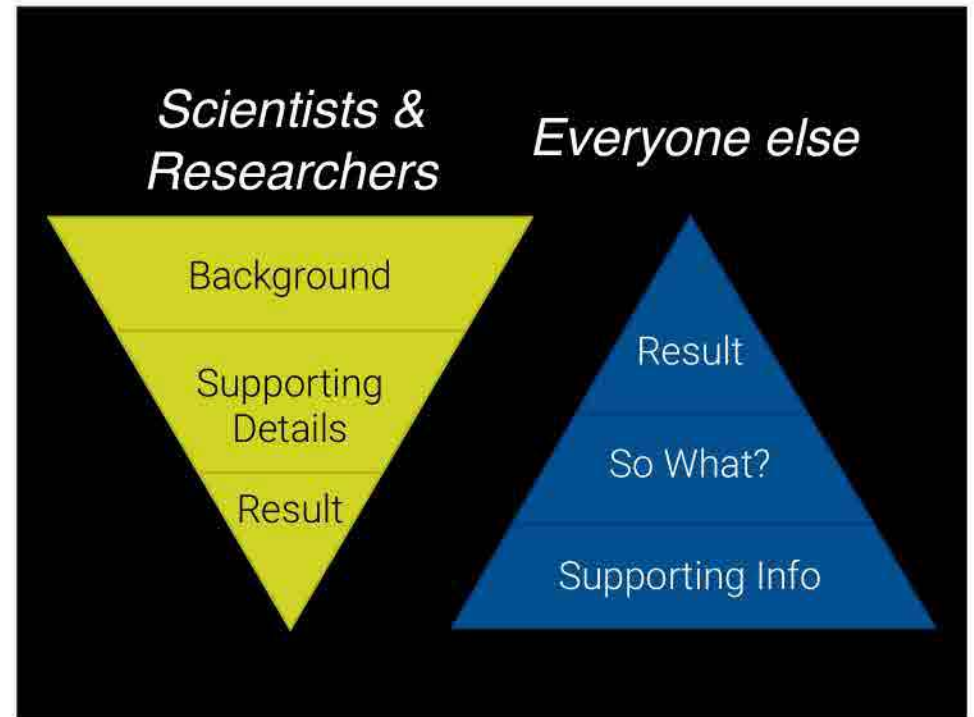 Scientists &
Researchers
Background
Supporting
Details
Result
Everyone else
Result
So What?
Supporting Info